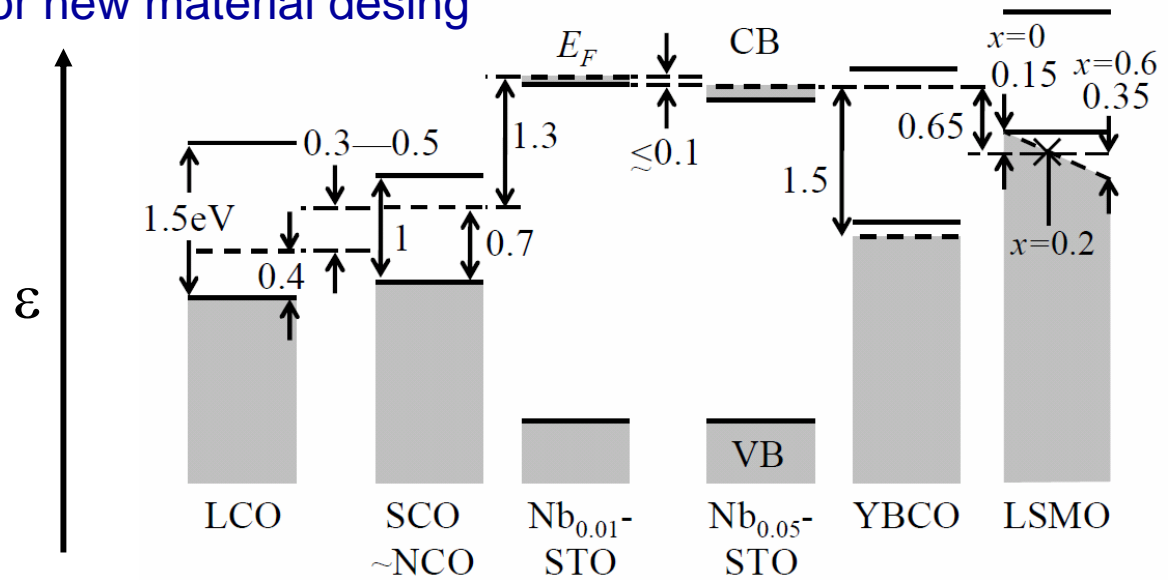 or new material desing
ε
E_F
CB
x=0
0.15
x=0.6
0.35
0.3—0.5
1.3
≲0.1
0.65
1.5
1.5eV
1
0.7
0.4
x=0.2
VB
LCO
SCO
~NCO
Nb0.01-
STO
Nb0.05-
STO
YBCO
LSMO